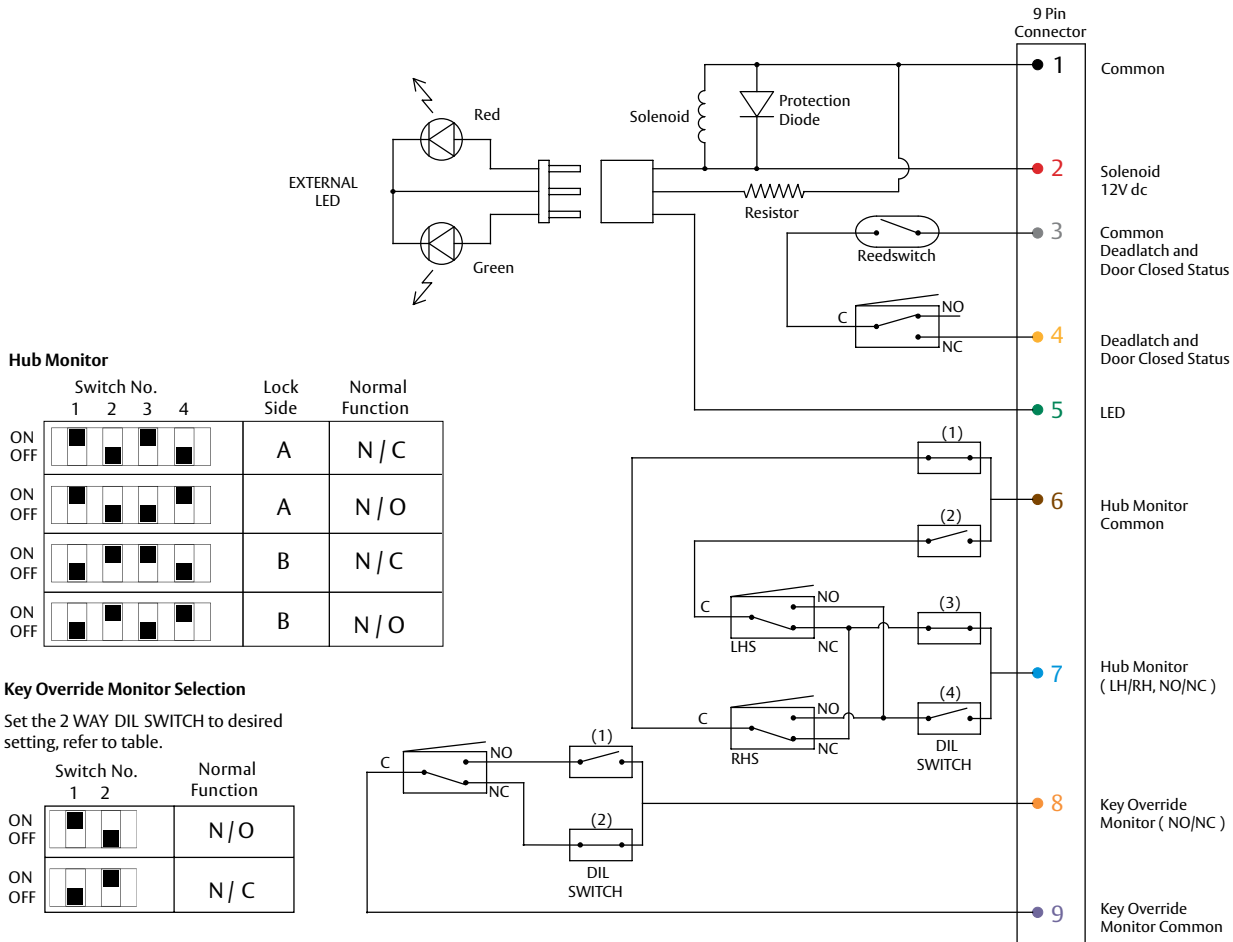 9 Pin
Connector
1 Common
Red
Solenoid
Protection
Diode
EXTERNAL
LED
2 Solenoid
12V dc
Resistor
3 Common
Deadlatch and
Door Closed Status
Reedswitch
Green
C
NO
NC
4 Deadlatch and
Door Closed Status
5 LED
Hub Monitor
Switch No.
1 2 3 4
Lock
Side
Normal
Function
ON
OFF
A N / C
ON
OFF
A N / O
ON
OFF
B N / C
ON
OFF
B N / O
(1)
6 Hub Monitor
Common
(2)
C
NO
NC
LHS
(3)
7 Hub Monitor
( LH/RH, NO/NC )
(4)
C
NO
NC
RHS
DIL
SWITCH
Key Override Monitor Selection
Set the 2 WAY DIL SWITCH to desired
setting, refer to table.
Switch No.
1 2
Normal
Function
ON
OFF
N / O
ON
OFF
N / C
C
NO
NC
(1)
(2)
DIL
SWITCH
8 Key Override
Monitor ( NO/NC )
9 Key Override
Monitor Common